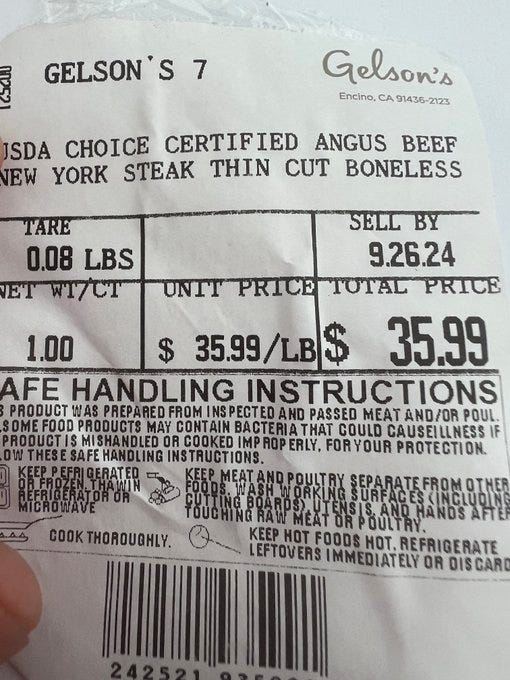 GELSON'S 7
Gelson's
Encino, CA 91436-2123
USDA CHOICE CERTIFIED ANGUS BEEF
NEW YORK STEAK THIN CUT BONELESS
TARE
SELL BY
0.08 LBS
9.26.24
NET WT/CT UNIT PRICE TOTAL PRICE
1.00 $ 35.99/LB $ 35.99
AFE HANDLING INSTRUCTIONS
PRODUCT WAS PREPARED FROM INSPECTED AND PASSED MEAT AND/OR POUL
SOME FOOD PRODUCTS MAY CONTAIN BACTERIA THAT COULD CAUSE ILLNESS IF
PRODUCT IS MISHANDLED OR COOKED IMPROPERLY. FOR YOUR PROTECTION,
OW THESE SAFE HANDLING INSTRUCTIONS.
KEEP REFRIGERATED
OR FROZEN. THAW IN
REFRIGERATOR OR
MICROWAVE
KEEP MEAT AND POULTRY SEPARATE FROM OTHER
FOODS. WASH WORKING SURFACES (INCLUDING
CUTTING BOARDS), UTENSILS, AND HANDS AFTER
TOUCHING RAW MEAT OR POULTRY.
COOK THOROUGHLY.
KEEP HOT FOODS HOT. REFRIGERATE
LEFTOVERS IMMEDIATELY OR DISCARD
242521